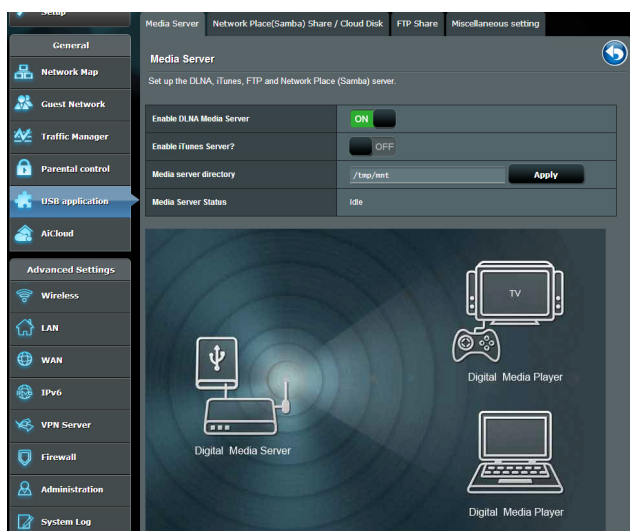 Setup
General
Network Map
Guest Network
Traffic Manager
Parental control
USB application
AiCloud
Advanced Settings
Wireless
LAN
WAN
IPv6
IPv6
VPN Server
Firewall
Administration
System Log
Media Server
Network Place(Samba) Share / Cloud Disk
FTP Share
Miscellaneous setting
Media Server
Set up the DLNA, iTunes, FTP and Network Place (Samba) server.
Enable DLNA Media Server
ON
Enable iTunes Server?
OFF
Media server directory
/tmp/mnt
Apply
Media Server Status
Idle
TV
Digital Media Player
Digital Media Server
Digital Media Player